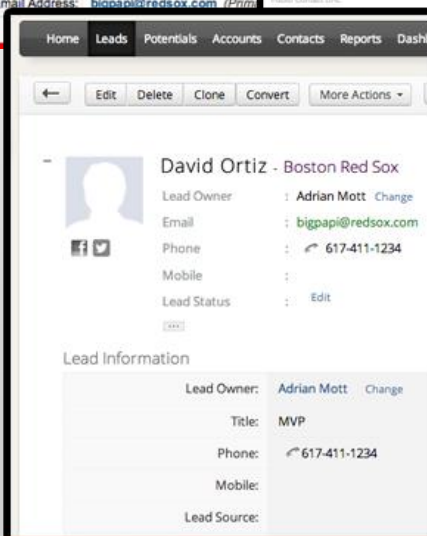 mail Address: bigpapi@redsox.com (Prim
Home Leads Potentials Accounts Contacts Reports Dash
← Edit Delete Clone Convert More Actions
David Ortiz - Boston Red Sox
Lead Owner : Adrian Mott Change
Email : bigpapi@redsox.com
Phone : 617-411-1234
Mobile :
Lead Status : Edit
Lead Information
Lead Owner: Adrian Mott Change
Title: MVP
Phone: 617-411-1234
Mobile:
Lead Source: